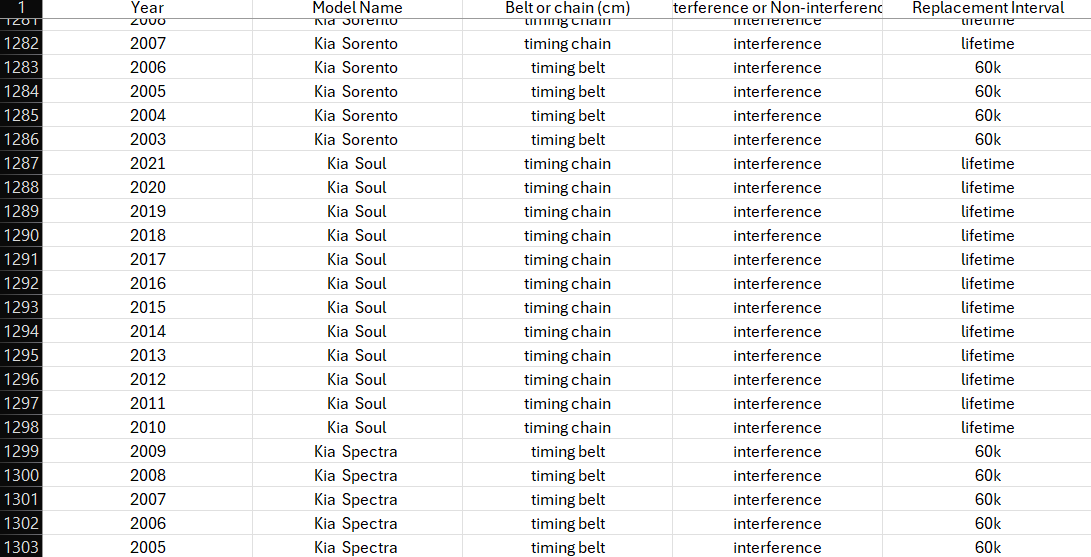 1 Year Model Name Belt or chain (cm) terference or Non-interferenc Replacement Interval
1281 2008 Kia Sorento timing chain interference lifetime
1282 2007 Kia Sorento timing chain interference lifetime
1283 2006 Kia Sorento timing belt interference 60k
1284 2005 Kia Sorento timing belt interference 60k
1285 2004 Kia Sorento timing belt interference 60k
1286 2003 Kia Sorento timing belt interference 60k
1287 2021 Kia Soul timing chain interference lifetime
1288 2020 Kia Soul timing chain interference lifetime
1289 2019 Kia Soul timing chain interference lifetime
1290 2018 Kia Soul timing chain interference lifetime
1291 2017 Kia Soul timing chain interference lifetime
1292 2016 Kia Soul timing chain interference lifetime
1293 2015 Kia Soul timing chain interference lifetime
1294 2014 Kia Soul timing chain interference lifetime
1295 2013 Kia Soul timing chain interference lifetime
1296 2012 Kia Soul timing chain interference lifetime
1297 2011 Kia Soul timing chain interference lifetime
1298 2010 Kia Soul timing chain interference lifetime
1299 2009 Kia Spectra timing belt interference 60k
1300 2008 Kia Spectra timing belt interference 60k
1301 2007 Kia Spectra timing belt interference 60k
1302 2006 Kia Spectra timing belt interference 60k
1303 2005 Kia Spectra timing belt interference 60k